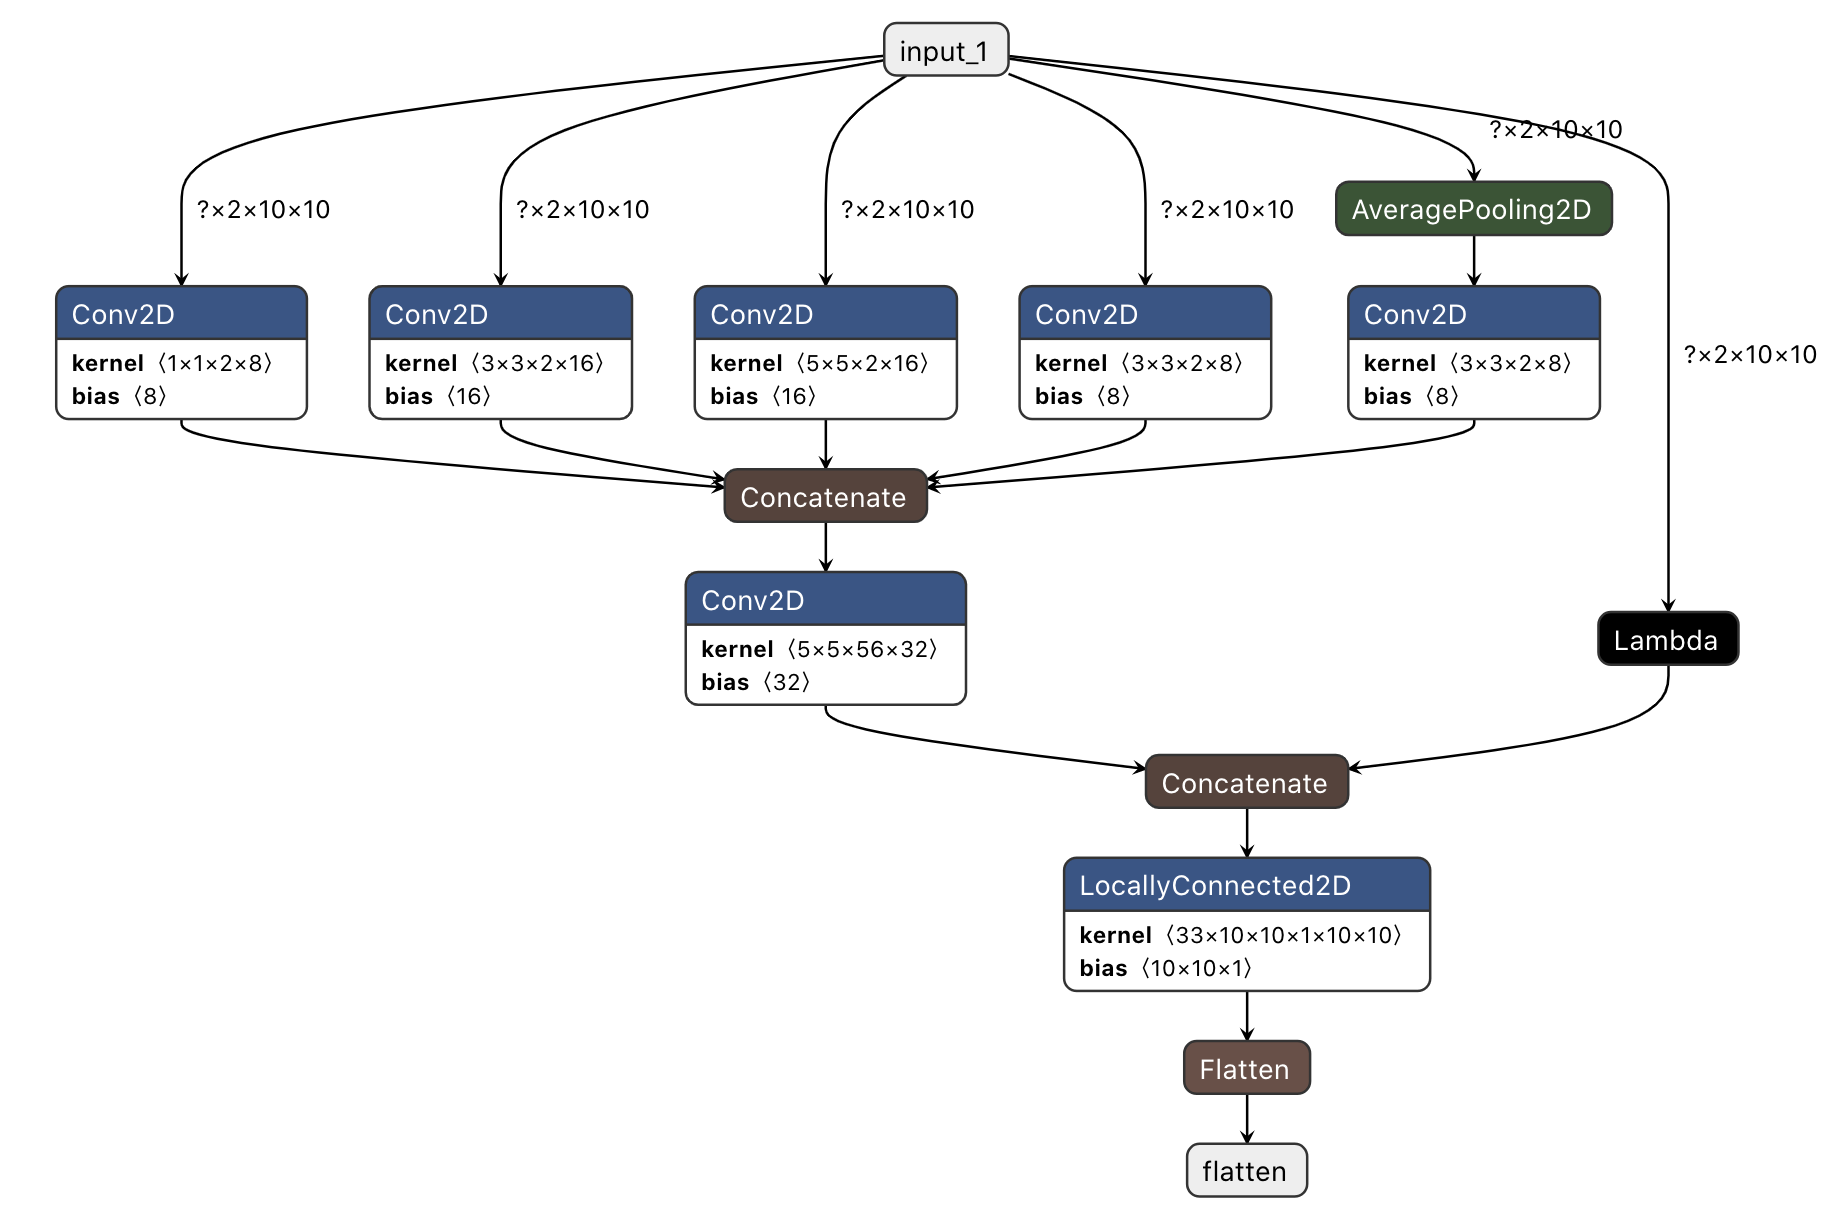 input_1
?×2×10×10
?×2×10×10
?×2×10×10
?×2×10×10
?×2×10×10
AveragePooling2D
Conv2D
kernel 〈1×1×2×8〉
bias 〈8〉
Conv2D
kernel 〈3×3×2×16〉
bias 〈16〉
Conv2D
kernel 〈5×5×2×16〉
bias 〈16〉
Conv2D
kernel 〈3×3×2×8〉
bias 〈8〉
Conv2D
kernel 〈3×3×2×8〉
bias 〈8〉
?×2×10×10
Concatenate
Conv2D
kernel 〈5×5×56×32〉
bias 〈32〉
Lambda
Concatenate
LocallyConnected2D
kernel 〈33×10×10×1×10×10〉
bias 〈10×10×1〉
Flatten
flatten